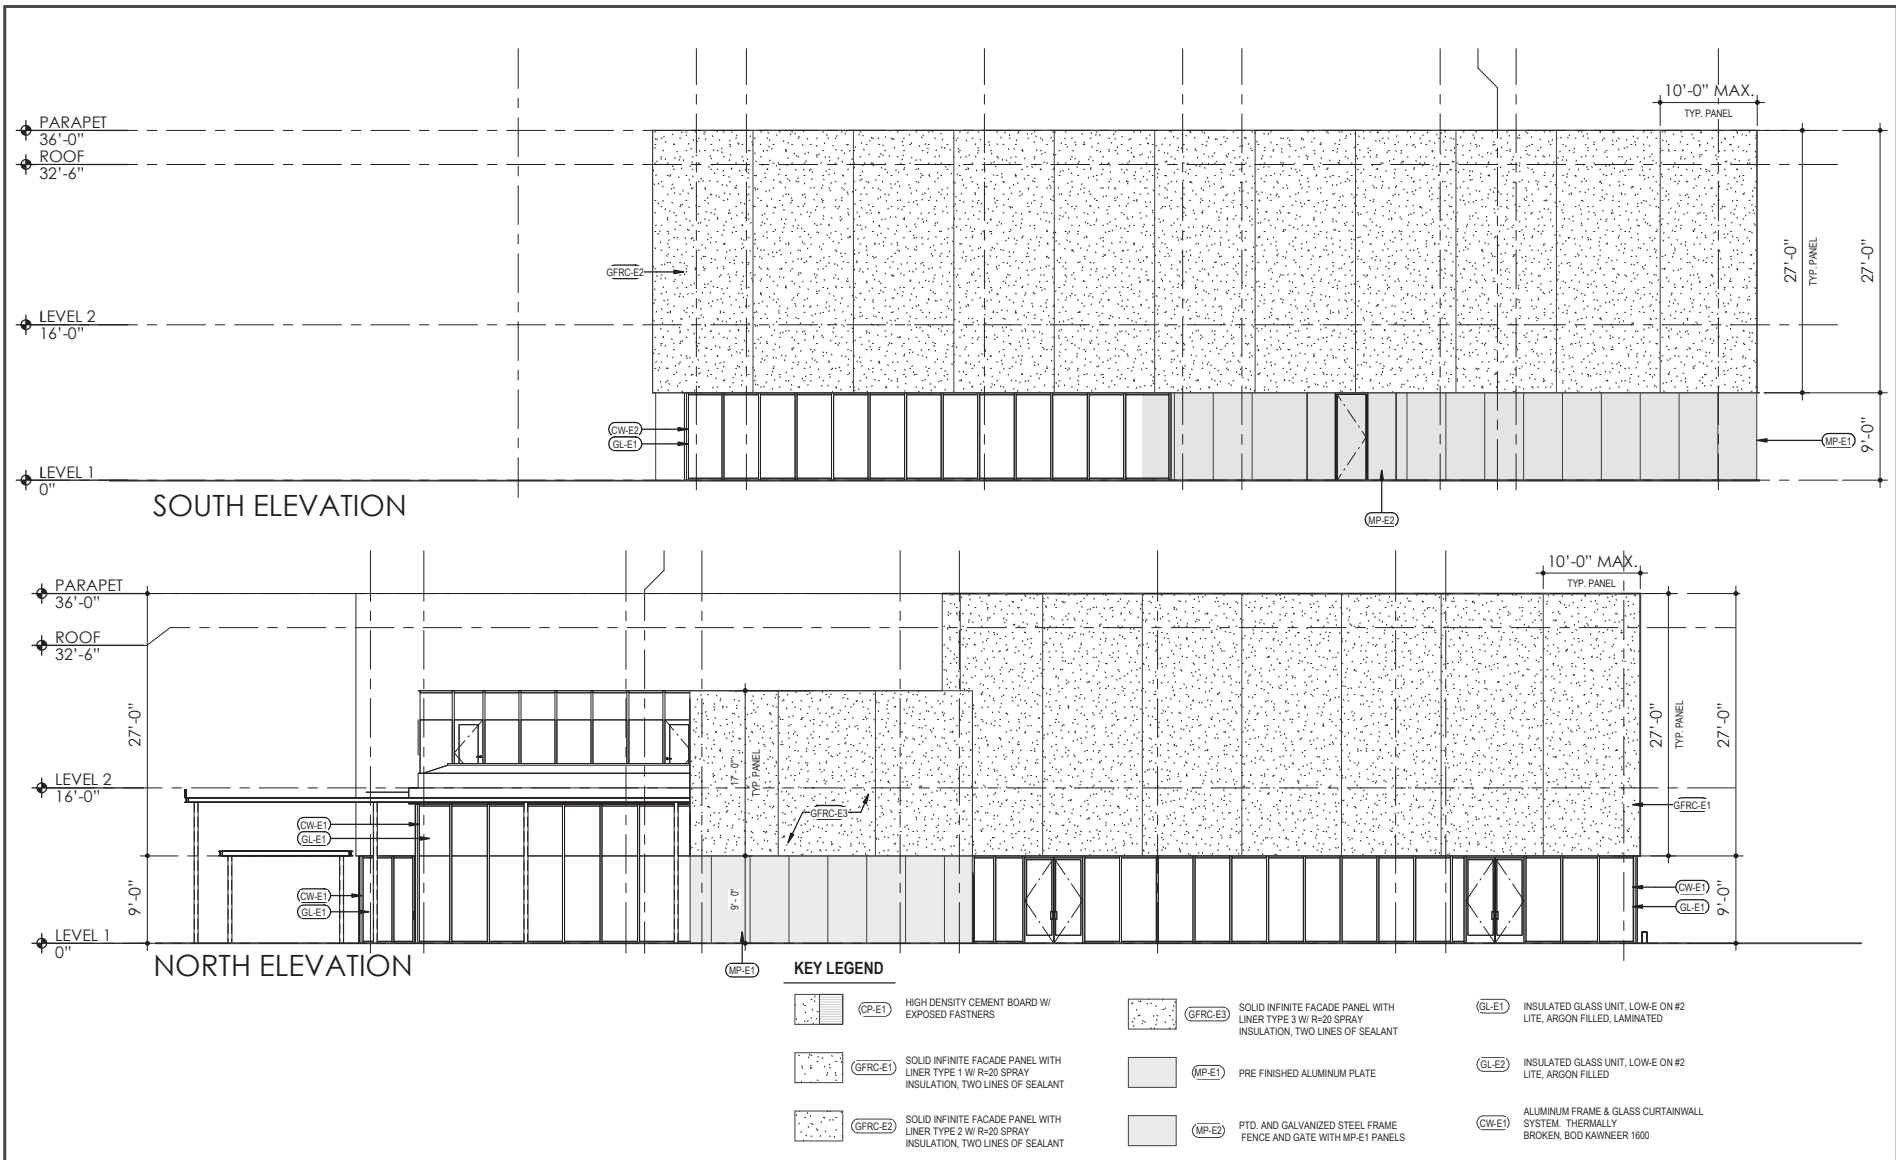 10'-0" MAX.
TYP. PANEL
PARAPET
36'-0"
ROOF
32'-6"
GFRC-E2
27'-0"
TYP. PANEL
27'-0"
LEVEL 2
16'-0"
CW-E2
GL-E1
MP-E1
9'-0"
LEVEL 1
0"
SOUTH ELEVATION
MP-E2
10'-0" MAX.
TYP. PANEL
PARAPET
36'-0"
ROOF
32'-6"
27'-0"
27'-0"
TYP. PANEL
27'-0"
17'-0"
TYP. PANEL
LEVEL 2
16'-0"
GFRC-E3
GFRC-E1
CW-E1
GL-E1
CW-E1
GL-E1
9'-0"
9'-0"
CW-E1
GL-E1
9'-0"
LEVEL 1
0"
NORTH ELEVATION
MP-E1
KEY LEGEND
CP-E1
HIGH DENSITY CEMENT BOARD W/
EXPOSED FASTNERS
GFRC-E1
SOLID INFINITE FACADE PANEL WITH
LINER TYPE 1 W/ R=20 SPRAY
INSULATION, TWO LINES OF SEALANT
GFRC-E2
SOLID INFINITE FACADE PANEL WITH
LINER TYPE 2 W/ R=20 SPRAY
INSULATION, TWO LINES OF SEALANT
GFRC-E3
SOLID INFINITE FACADE PANEL WITH
LINER TYPE 3 W/ R=20 SPRAY
INSULATION, TWO LINES OF SEALANT
MP-E1
PRE FINISHED ALUMINUM PLATE
MP-E2
PTD. AND GALVANIZED STEEL FRAME
FENCE AND GATE WITH MP-E1 PANELS
GL-E1
INSULATED GLASS UNIT, LOW-E ON #2
LITE, ARGON FILLED, LAMINATED
GL-E2
INSULATED GLASS UNIT, LOW-E ON #2
LITE, ARGON FILLED
CW-E1
ALUMINUM FRAME & GLASS CURTAINWALL
SYSTEM. THERMALLY
BROKEN, BOD KAWNEER 1600